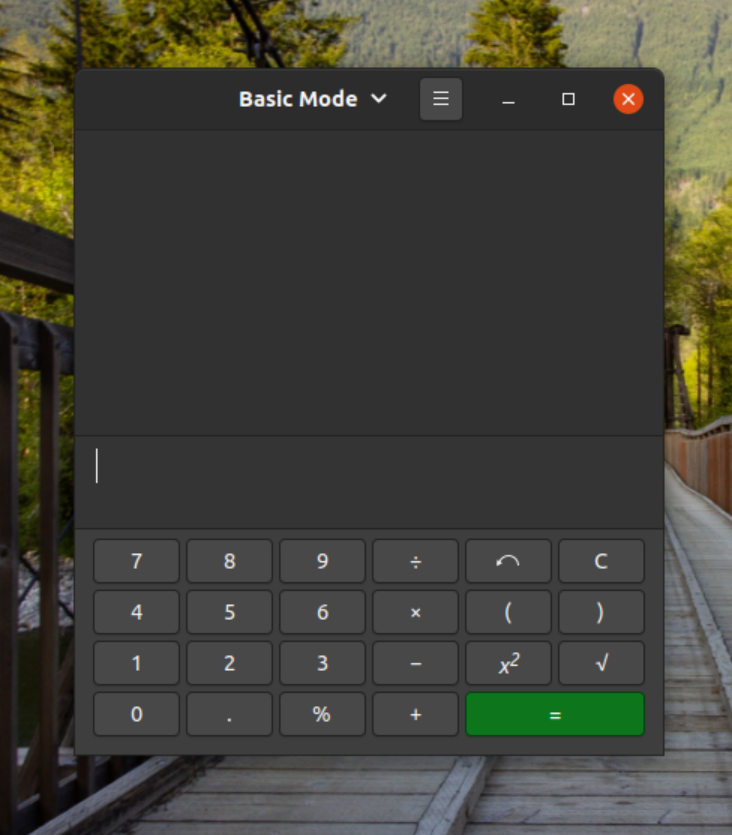 Basic Mode
7 8 9 ÷ C
4 5 6 × ( )
1 2 3 − x² √
0 . % + =